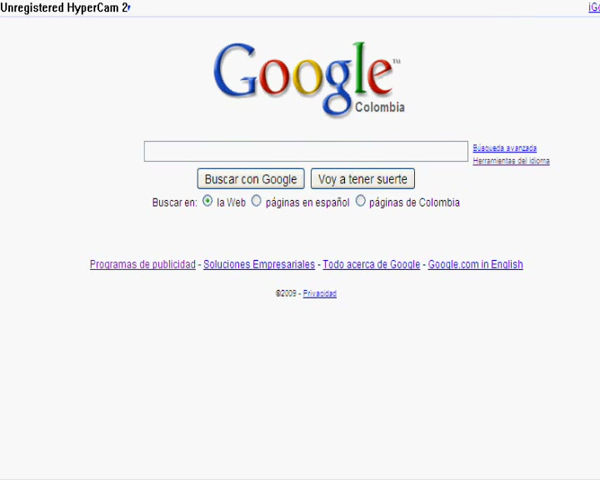 Unregistered HyperCam 2
Google™
Colombia
Búsqueda avanzada
Herramientas del idioma
Buscar con Google Voy a tener suerte
Buscar en: la Web páginas en español páginas de Colombia
Programas de publicidad - Soluciones Empresariales - Todo acerca de Google - Google.com in English
©2009 - Privacidad